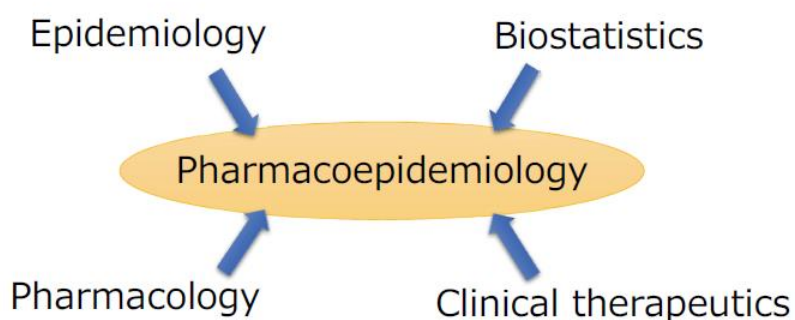 Epidemiology
Biostatistics
Pharmacoepidemiology
Pharmacology
Clinical therapeutics